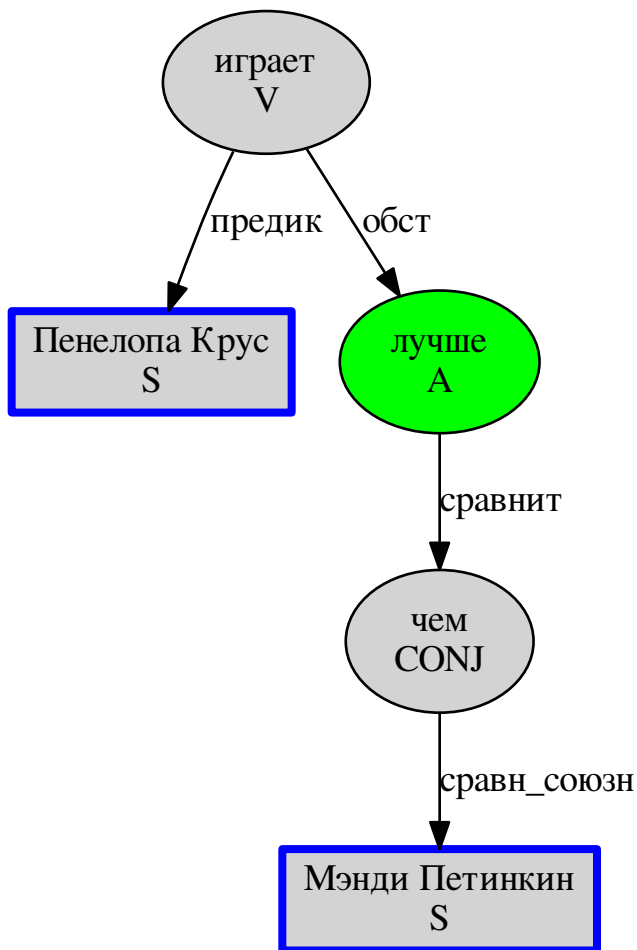 играет
V
предик
обст
Пенелопа Крус
S
лучше
A
сравнит
чем
CONJ
сравн_союзн
Мэнди Петинкин
S